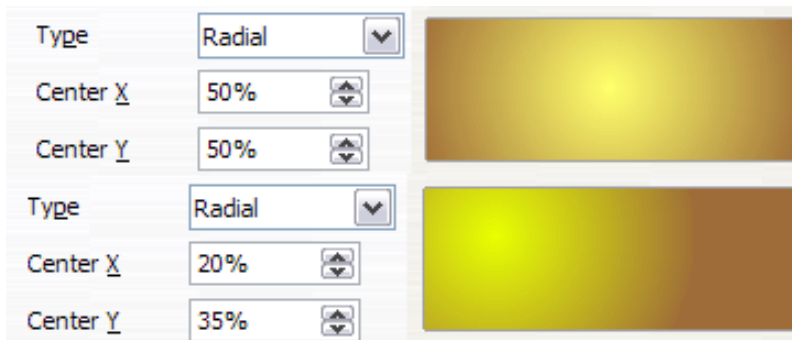 Type Radial
Center X 50%
Center Y 50%
Type Radial
Center X 20%
Center Y 35%